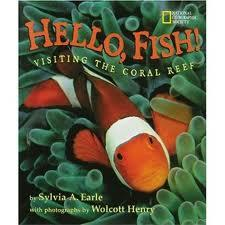 NATIONAL
GEOGRAPHIC
SOCIETY
HELLO, FISH!
VISITING THE CORAL REEF
by Sylvia A. Earle
with photographs by Wolcott Henry